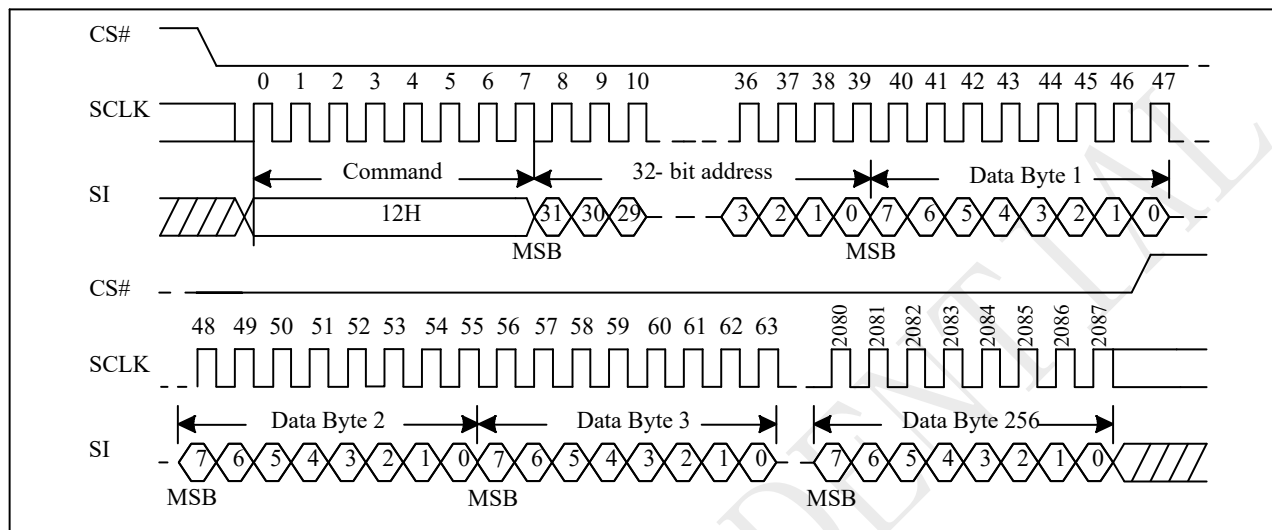 CS#
0 1 2 3 4 5 6 7 8 9 10 36 37 38 39 40 41 42 43 44 45 46 47
SCLK
Command 32- bit address Data Byte 1
SI
12H 31 30 29 3 2 1 0 7 6 5 4 3 2 1 0
MSB MSB
CS#
48 49 50 51 52 53 54 55 56 57 58 59 60 61 62 63 2080 2081 2082 2083 2084 2085 2086 2087
SCLK
Data Byte 2 Data Byte 3 Data Byte 256
SI
7 6 5 4 3 2 1 0 7 6 5 4 3 2 1 0 7 6 5 4 3 2 1 0
MSB MSB MSB
DENTIAL